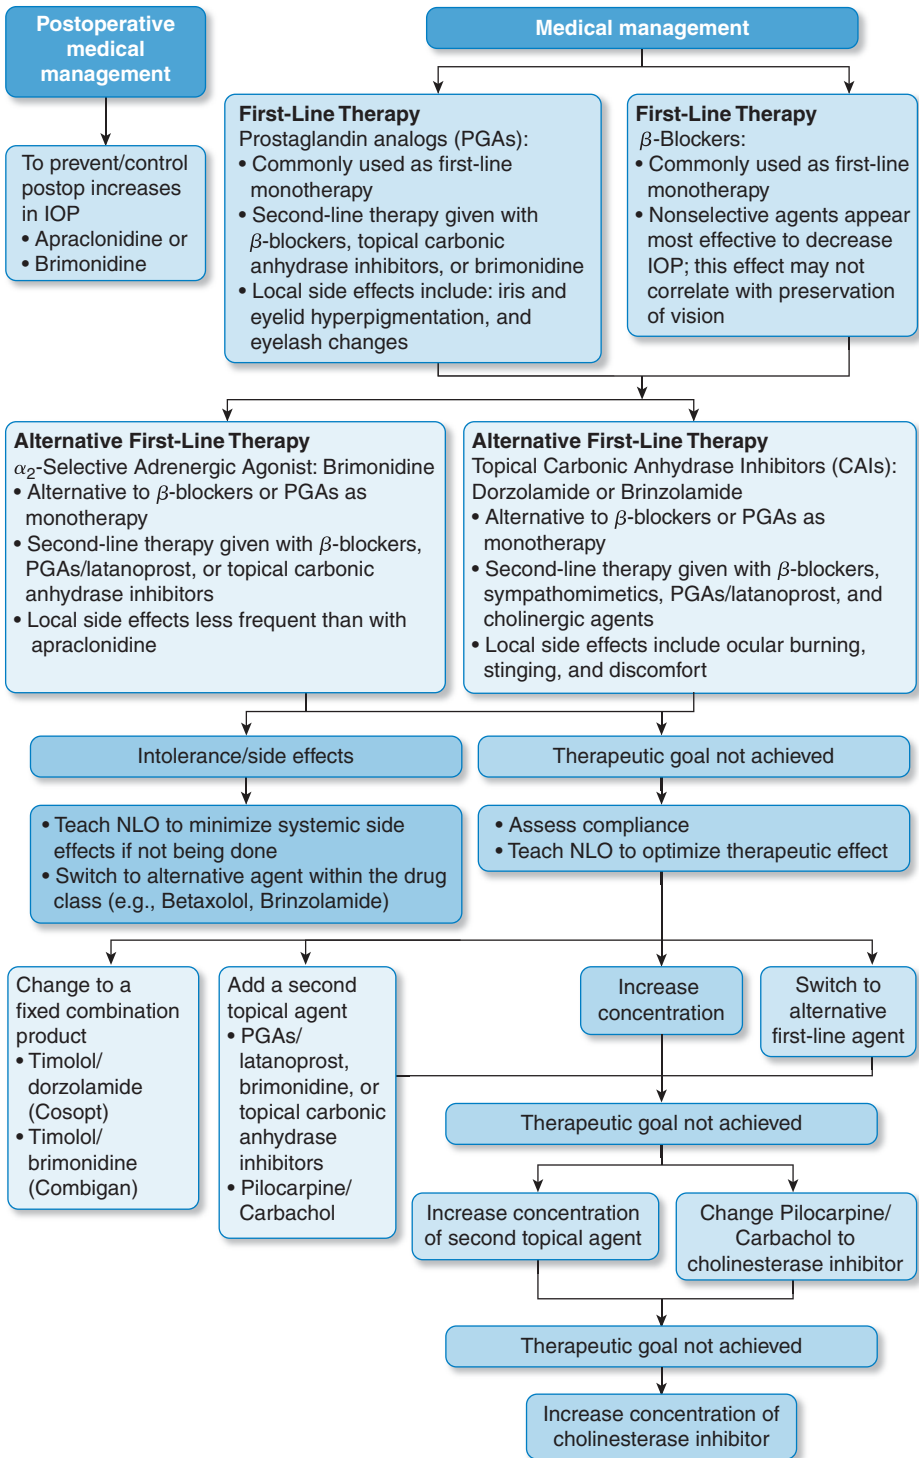 Postoperative
medical
management
To prevent/control
postop increases
in IOP
• Apraclonidine or
• Brimonidine
Medical management
First-Line Therapy
Prostaglandin analogs (PGAs):
• Commonly used as first-line
monotherapy
• Second-line therapy given with
β-blockers, topical carbonic
anhydrase inhibitors, or brimonidine
• Local side effects include: iris and
eyelid hyperpigmentation, and
eyelash changes
First-Line Therapy
β-Blockers:
• Commonly used as first-line
monotherapy
• Nonselective agents appear
most effective to decrease
IOP; this effect may not
correlate with preservation
of vision
Alternative First-Line Therapy
α2-Selective Adrenergic Agonist: Brimonidine
• Alternative to β-blockers or PGAs as
monotherapy
• Second-line therapy given with β-blockers,
PGAs/latanoprost, or topical carbonic
anhydrase inhibitors
• Local side effects less frequent than with
apraclonidine
Alternative First-Line Therapy
Topical Carbonic Anhydrase Inhibitors (CAIs):
Dorzolamide or Brinzolamide
• Alternative to β-blockers or PGAs as
monotherapy
• Second-line therapy given with β-blockers,
sympathomimetics, PGAs/latanoprost, and
cholinergic agents
• Local side effects include ocular burning,
stinging, and discomfort
Intolerance/side effects
• Teach NLO to minimize systemic side
effects if not being done
• Switch to alternative agent within the drug
class (e.g., Betaxolol, Brinzolamide)
Therapeutic goal not achieved
• Assess compliance
• Teach NLO to optimize therapeutic effect
Change to a
fixed combination
product
• Timolol/
dorzolamide
(Cosopt)
• Timolol/
brimonidine
(Combigan)
Add a second
topical agent
• PGAs/
latanoprost,
brimonidine, or
topical carbonic
anhydrase
inhibitors
• Pilocarpine/
Carbachol
Increase
concentration
Switch to
alternative
first-line agent
Therapeutic goal not achieved
Increase concentration
of second topical agent
Change Pilocarpine/
Carbachol to
cholinesterase inhibitor
Therapeutic goal not achieved
Increase concentration of
cholinesterase inhibitor